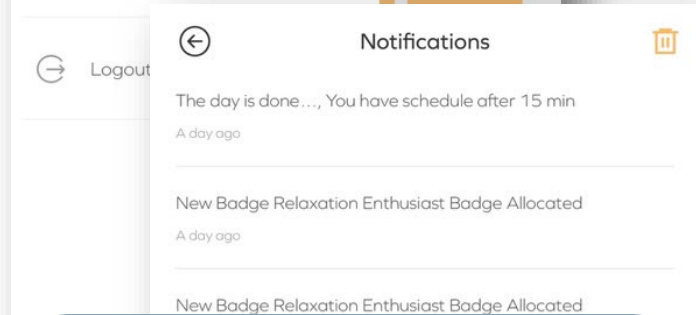 Notifications
Logout
The day is done..., You have schedule after 15 min
A day ago
New Badge Relaxation Enthusiast Badge Allocated
A day ago
New Badge Relaxation Enthusiast Badge Allocated